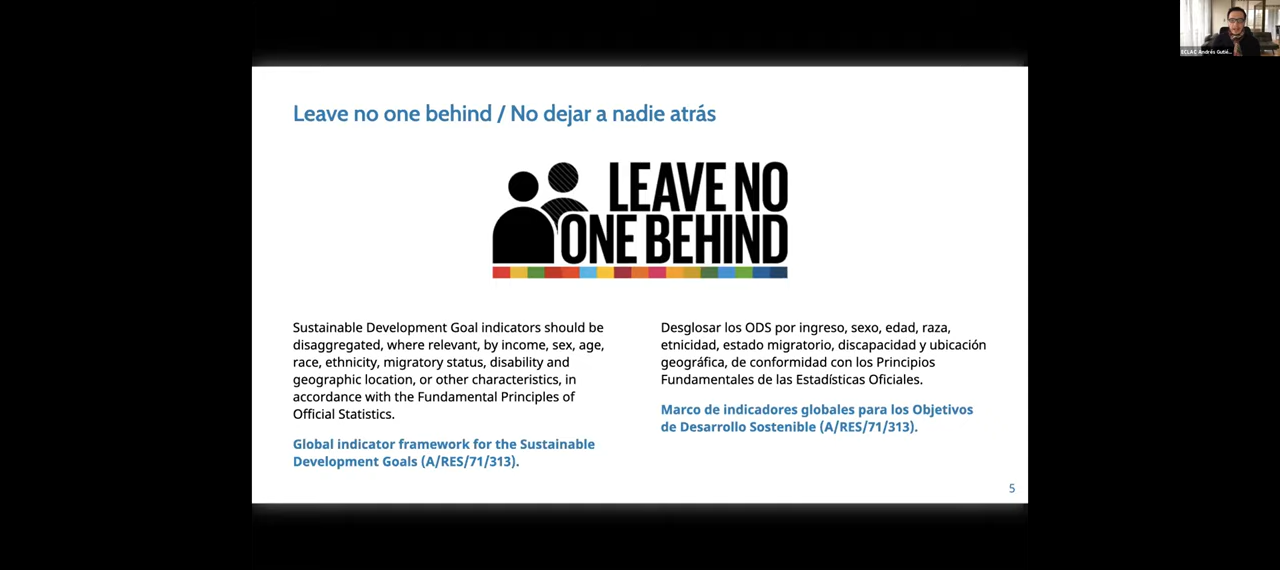 ECLAC Andrés Gutié...
Leave no one behind / No dejar a nadie atrás
LEAVE NO
ONE BEHIND
Sustainable Development Goal indicators should be
disaggregated, where relevant, by income, sex, age,
race, ethnicity, migratory status, disability and
geographic location, or other characteristics, in
accordance with the Fundamental Principles of
Official Statistics.
Global indicator framework for the Sustainable
Development Goals (A/RES/71/313).
Desglosar los ODS por ingreso, sexo, edad, raza,
etnicidad, estado migratorio, discapacidad y ubicación
geográfica, de conformidad con los Principios
Fundamentales de las Estadísticas Oficiales.
Marco de indicadores globales para los Objetivos
de Desarrollo Sostenible (A/RES/71/313).
5